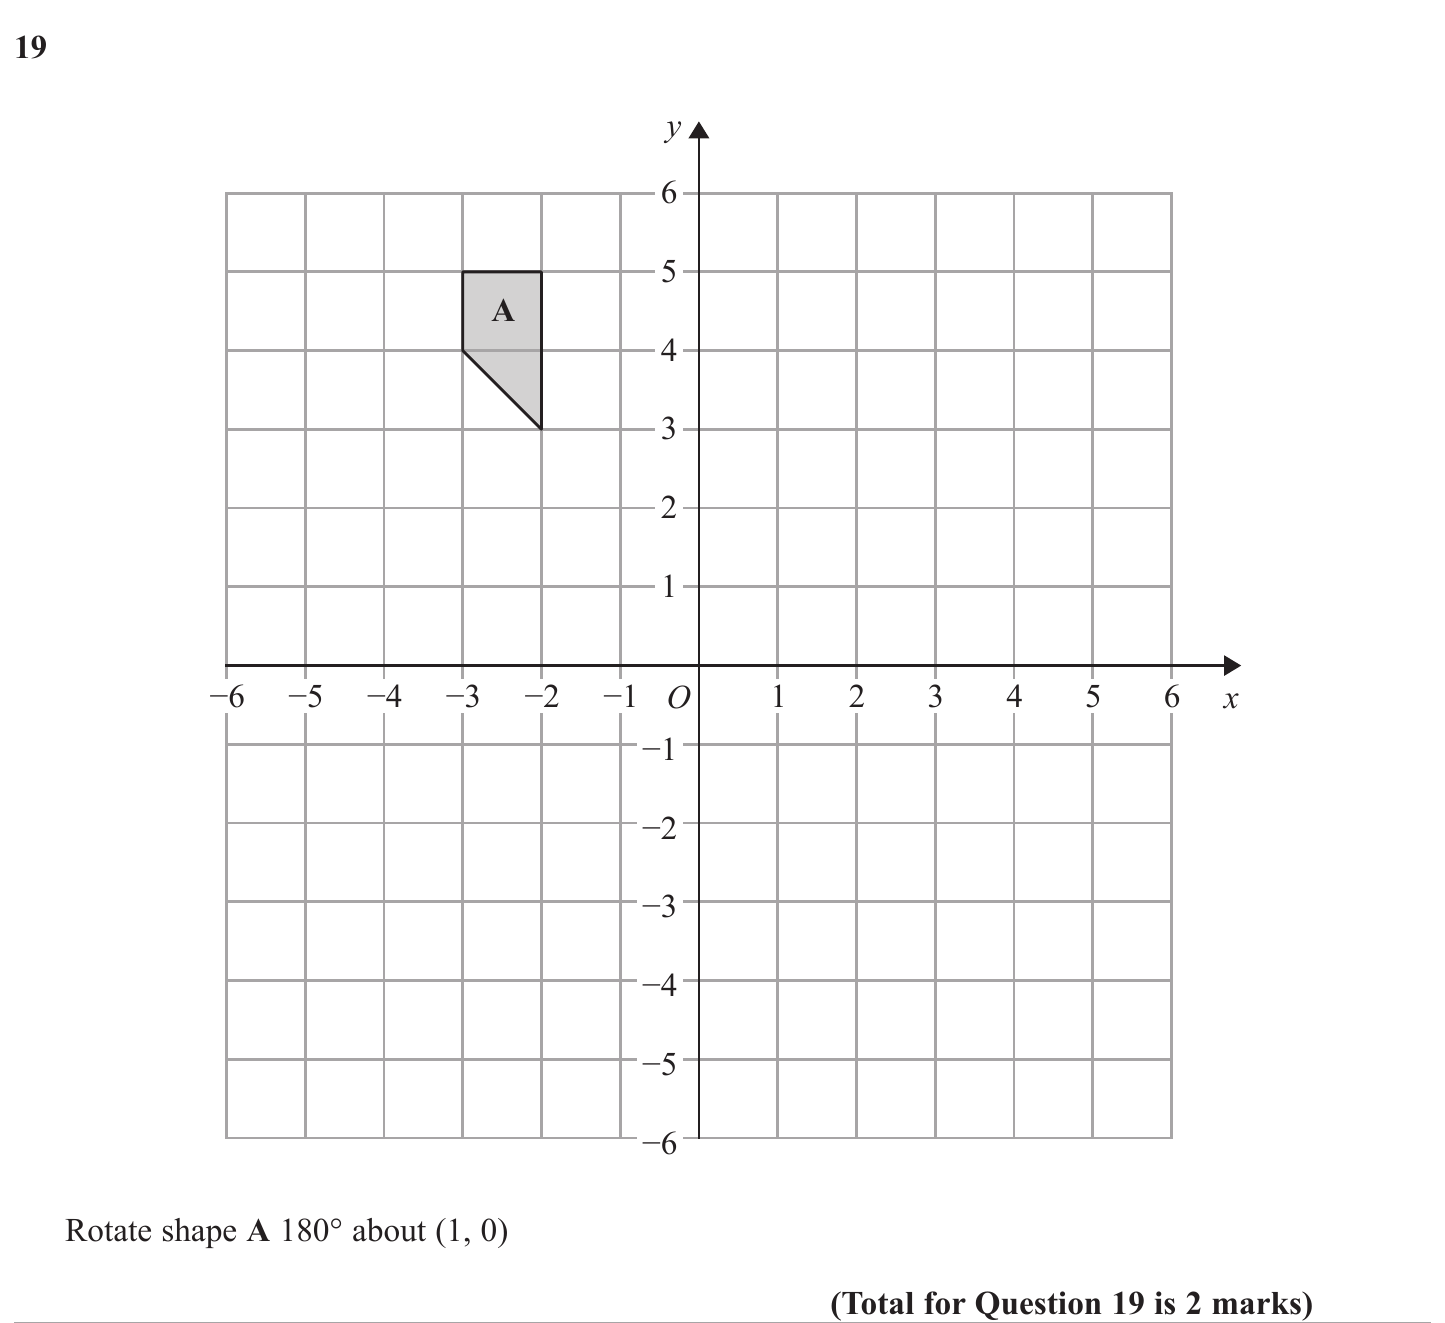 19
y
6
5
A
4
3
2
1
−6 −5 −4 −3 −2 −1 O 1 2 3 4 5 6 x
−1
−2
−3
−4
−5
−6
Rotate shape A 180° about (1, 0)
(Total for Question 19 is 2 marks)